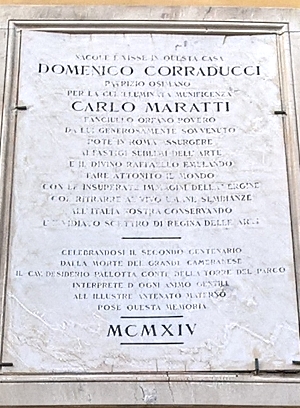 NACQUE E VISSE IN QUESTA CASA
DOMENICO CORRADUCCI
PATRIZIO OSIMANO
PER LA CUI ILLUMINATA MUNIFICENZA
CARLO MARATTI
FANCIULLO ORFANO POVERO
DA LUI GENEROSAMENTE SOVVENUTO
POTÈ IN ROMA ASSURGERE
AI FASTIGI SUBLIMI DELL'ARTE
E IL DIVINO RAFFAELLO EMULANDO
FARE ATTONITO IL MONDO
CON LE INSUPERATE IMMAGINI DELLA VERGINE
COL RITRARRE AL VIVO UMANE SEMBIANZE
ALL'ITALIA NOSTRA CONSERVANDO
L'INVIDIATO SCETTRO DI REGINA DELLE ARTI
CELEBRANDOSI IL SECONDO CENTENARIO
DALLA MORTE DEL GRANDE CAMERANESE
IL CAV. DESIDERIO PALLOTTA CONTE DELLA TORRE DEL PARCO
INTERPRETE D'OGNI ANIMO GENTILE
ALL'ILLUSTRE ANTENATO MATERNO
POSE QUESTA MEMORIA
MCMXIV